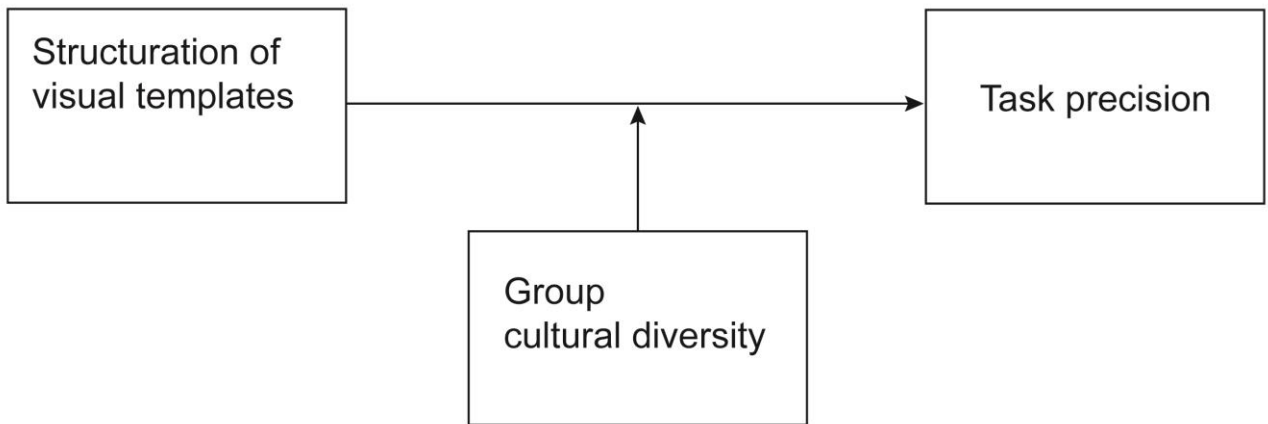 Structuration of
visual templates
Task precision
Group
cultural diversity